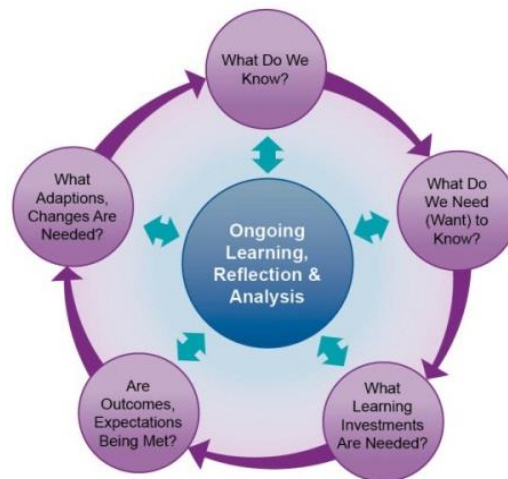 What Do We
Know?
What Do
We Need
(Want) to
Know?
What
Learning
Investments
Are Needed?
Are
Outcomes,
Expectations
Being Met?
What
Adaptions,
Changes Are
Needed?
Ongoing
Learning,
Reflection &
Analysis